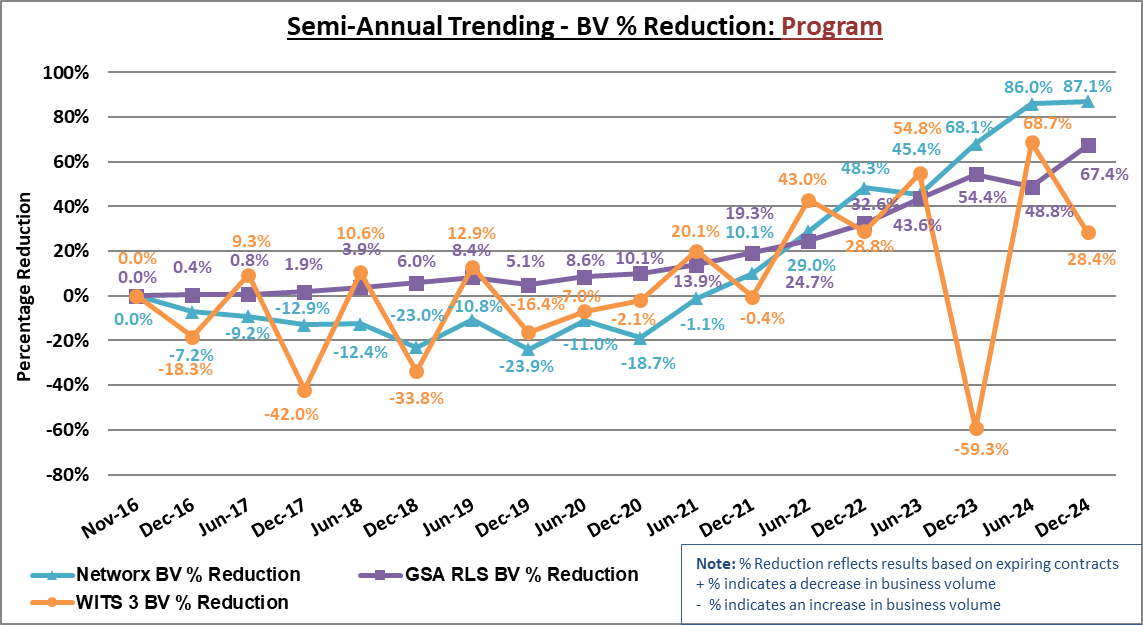 Semi-Annual Trending - BV % Reduction: Program
Percentage Reduction
100%
80%
60%
40%
20%
0%
-20%
-40%
-60%
-80%
0.0%
-7.2%
-9.2%
-12.9%
-12.4%
-23.0%
-10.8%
-23.9%
-11.0%
-18.7%
-1.1%
10.1%
29.0%
48.3%
45.4%
68.1%
86.0%
87.1%
0.0%
0.4%
0.8%
1.9%
3.9%
6.0%
8.4%
5.1%
8.6%
10.1%
13.9%
19.3%
24.7%
32.6%
43.6%
54.4%
48.8%
67.4%
0.0%
-18.3%
9.3%
-42.0%
10.6%
-33.8%
12.9%
-16.4%
-7.0%
-2.1%
20.1%
-0.4%
43.0%
28.8%
54.8%
-59.3%
68.7%
28.4%
Nov-16
Dec-16
Jun-17
Dec-17
Jun-18
Dec-18
Jun-19
Dec-19
Jun-20
Dec-20
Jun-21
Dec-21
Jun-22
Dec-22
Jun-23
Dec-23
Jun-24
Dec-24
Networx BV % Reduction
GSA RLS BV % Reduction
WITS 3 BV % Reduction
Note: % Reduction reflects results based on expiring contracts
+ % indicates a decrease in business volume
- % indicates an increase in business volume